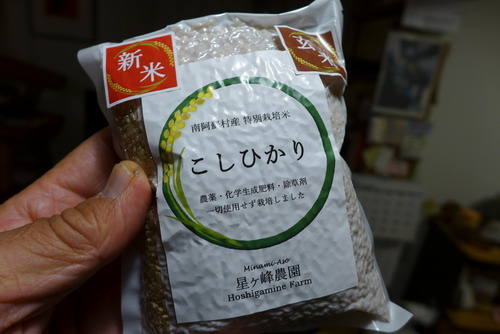 新米
玄米
南阿蘇村産 特別栽培米
こしひかり
農薬・化学生成肥料・除草剤
一切使用せず栽培しました
Minami-Aso
星ヶ峰農園
Hoshigamine Farm